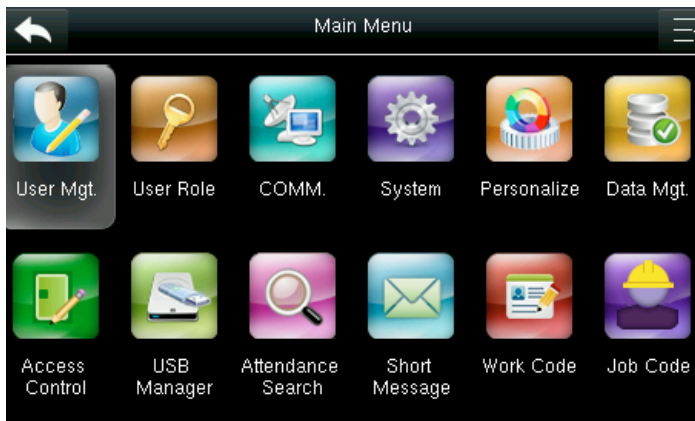 Main Menu
User Mgt.
User Role
COMM.
System
Personalize
Data Mgt.
Access
Control
USB
Manager
Attendance
Search
Short
Message
Work Code
Job Code